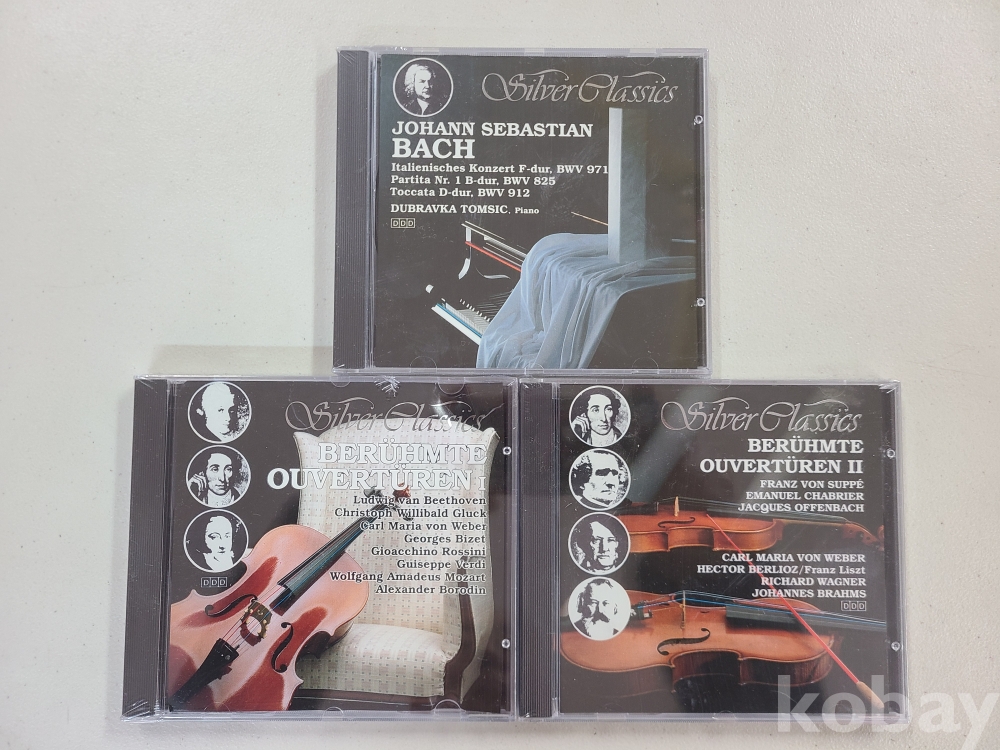 Silver Classics
JOHANN SEBASTIAN
BACH
Italienisches Konzert F-dur, BWV 971
Partita Nr. 1 B-dur, BWV 825
Toccata D-dur, BWV 912
DUBRAVKA TOMSIC, Piano
DDD
Silver Classics
BERÜHMTE
OUVERTÜREN I
Ludwig van Beethoven
Christoph Willibald Gluck
Carl Maria von Weber
Georges Bizet
Gioacchino Rossini
Guiseppe Verdi
Wolfgang Amadeus Mozart
Alexander Borodin
DDD
Silver Classics
BERÜHMTE
OUVERTÜREN II
FRANZ VON SUPPÉ
EMANUEL CHABRIER
JACQUES OFFENBACH
CARL MARIA VON WEBER
HECTOR BERLIOZ/Franz Liszt
RICHARD WAGNER
JOHANNES BRAHMS
DDD
kobay